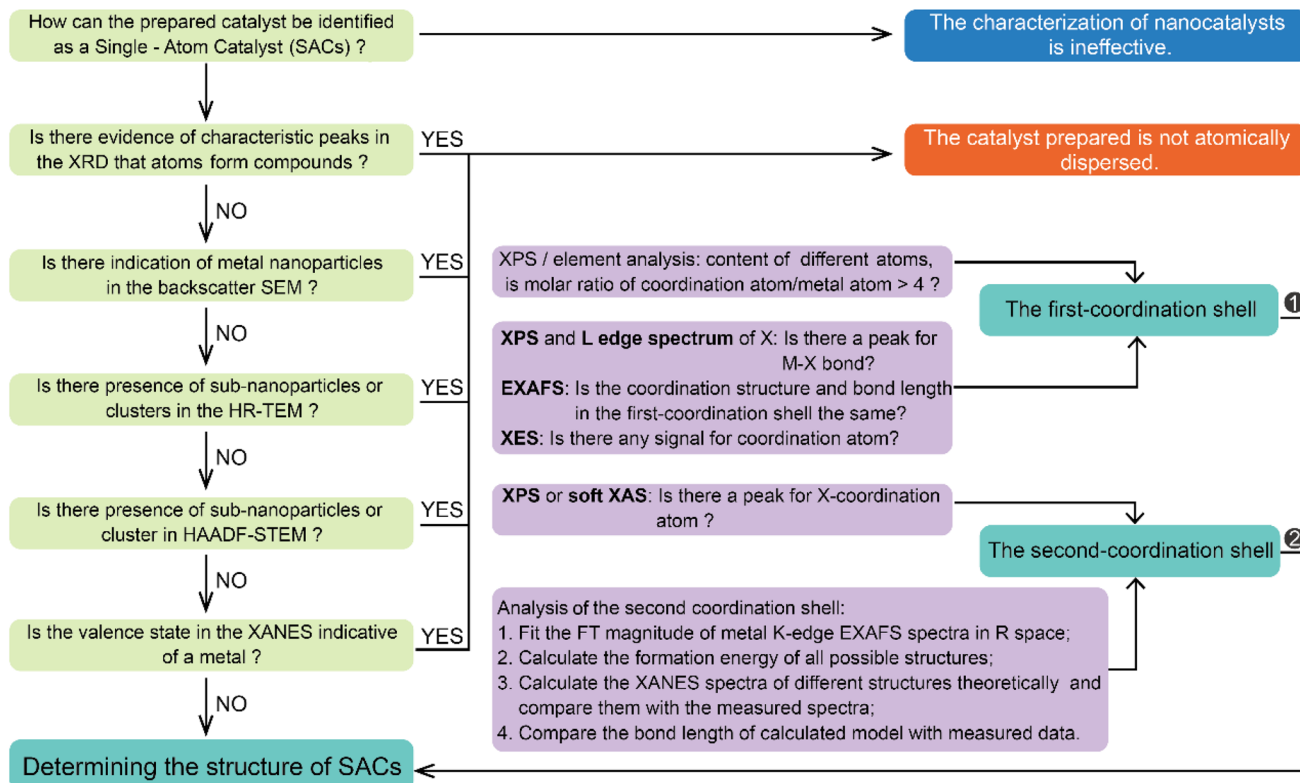 How can the prepared catalyst be identified
as a Single - Atom Catalyst (SACs) ?
The characterization of nanocatalysts
is ineffective.
Is there evidence of characteristic peaks in
the XRD that atoms form compounds ?
YES
The catalyst prepared is not atomically
dispersed.
NO
Is there indication of metal nanoparticles
in the backscatter SEM ?
YES
NO
Is there presence of sub-nanoparticles or
clusters in the HR-TEM ?
YES
NO
Is there presence of sub-nanoparticles or
cluster in HAADF-STEM ?
YES
NO
Is the valence state in the XANES indicative
of a metal ?
YES
NO
Determining the structure of SACs
XPS / element analysis: content of different atoms,
is molar ratio of coordination atom/metal atom > 4 ?
XPS and L edge spectrum of X: Is there a peak for
M-X bond?
EXAFS: Is the coordination structure and bond length
in the first-coordination shell the same?
XES: Is there any signal for coordination atom?
The first-coordination shell
❶
XPS or soft XAS: Is there a peak for X-coordination
atom ?
The second-coordination shell
❷
Analysis of the second coordination shell:
1. Fit the FT magnitude of metal K-edge EXAFS spectra in R space;
2. Calculate the formation energy of all possible structures;
3. Calculate the XANES spectra of different structures theoretically and
compare them with the measured spectra;
4. Compare the bond length of calculated model with measured data.